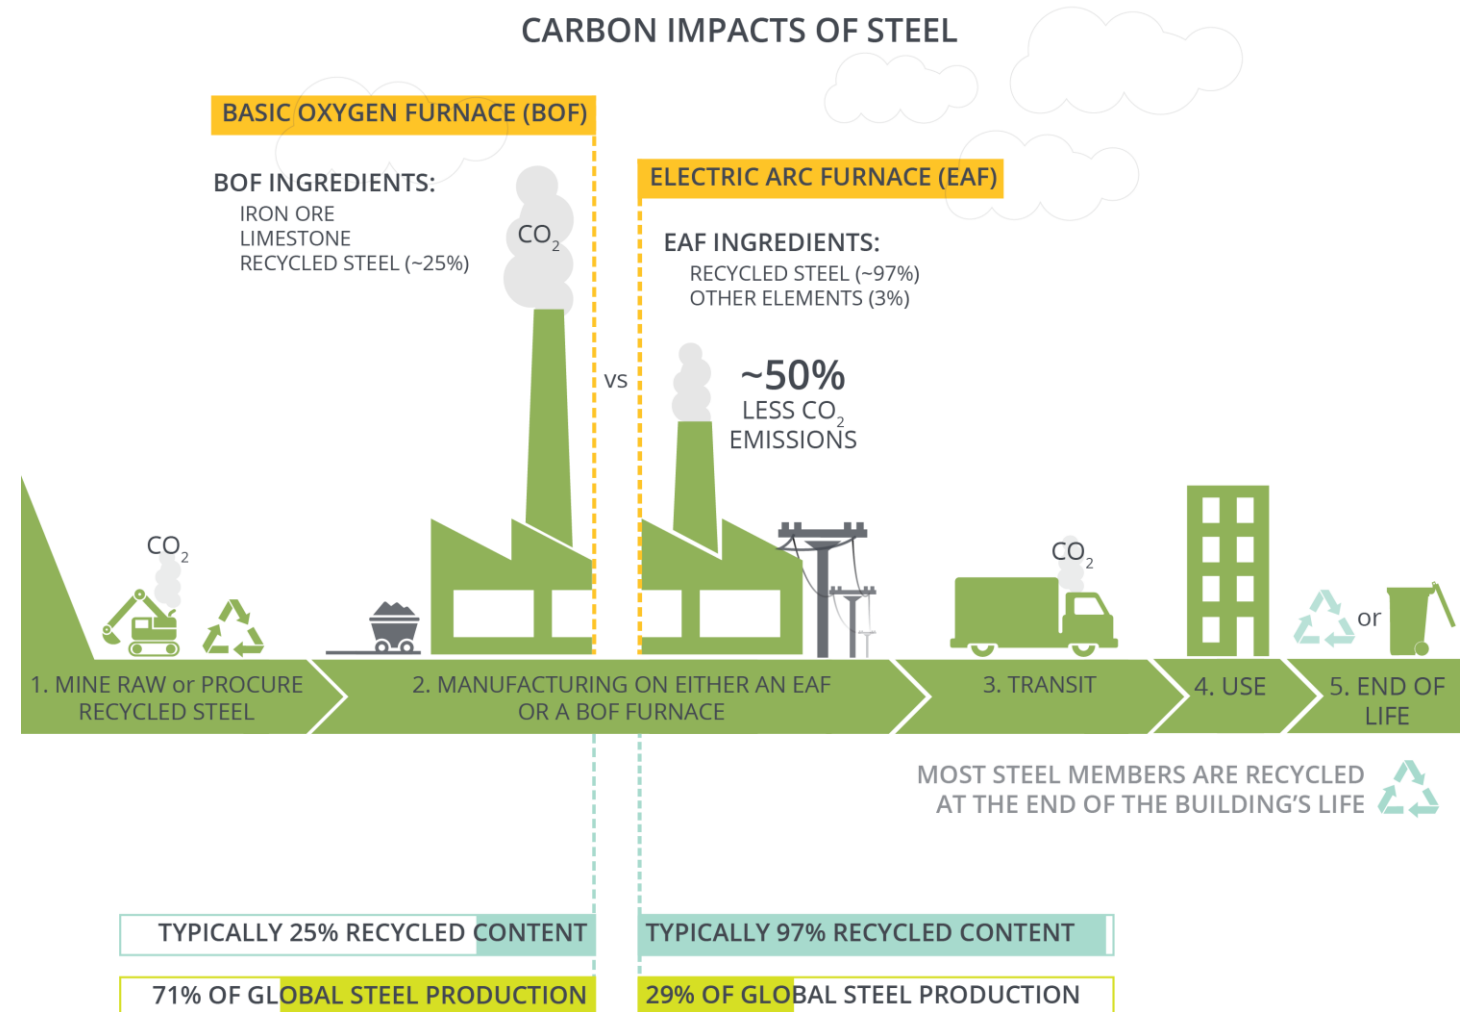 CARBON IMPACTS OF STEEL
BASIC OXYGEN FURNACE (BOF)
BOF INGREDIENTS:
IRON ORE
LIMESTONE
RECYCLED STEEL (~25%)
CO₂
vs
ELECTRIC ARC FURNACE (EAF)
EAF INGREDIENTS:
RECYCLED STEEL (~97%)
OTHER ELEMENTS (3%)
~50%
LESS CO₂
EMISSIONS
CO₂
CO₂
or
1. MINE RAW or PROCURE
RECYCLED STEEL
2. MANUFACTURING ON EITHER AN EAF
OR A BOF FURNACE
3. TRANSIT
4. USE
5. END OF
LIFE
MOST STEEL MEMBERS ARE RECYCLED
AT THE END OF THE BUILDING’S LIFE
TYPICALLY 25% RECYCLED CONTENT
TYPICALLY 97% RECYCLED CONTENT
71% OF GLOBAL STEEL PRODUCTION
29% OF GLOBAL STEEL PRODUCTION